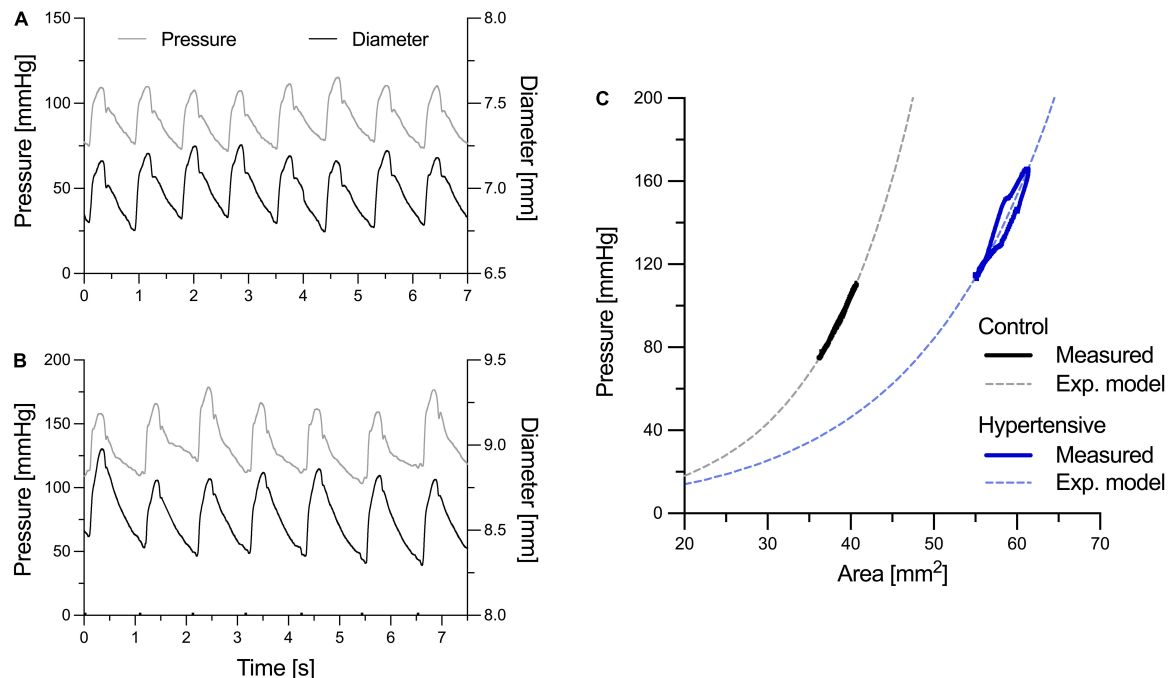 A
150
100
50
0
Pressure [mmHg]
Pressure
Diameter
8.0
7.5
7.0
6.5
Diameter [mm]
0 1 2 3 4 5 6 7
B
200
150
100
50
0
Pressure [mmHg]
9.5
9.0
8.5
8.0
Diameter [mm]
0 1 2 3 4 5 6 7
Time [s]
C
200
160
120
80
40
0
Pressure [mmHg]
Control
Measured
Exp. model
Hypertensive
Measured
Exp. model
20 30 40 50 60 70
Area [mm²]